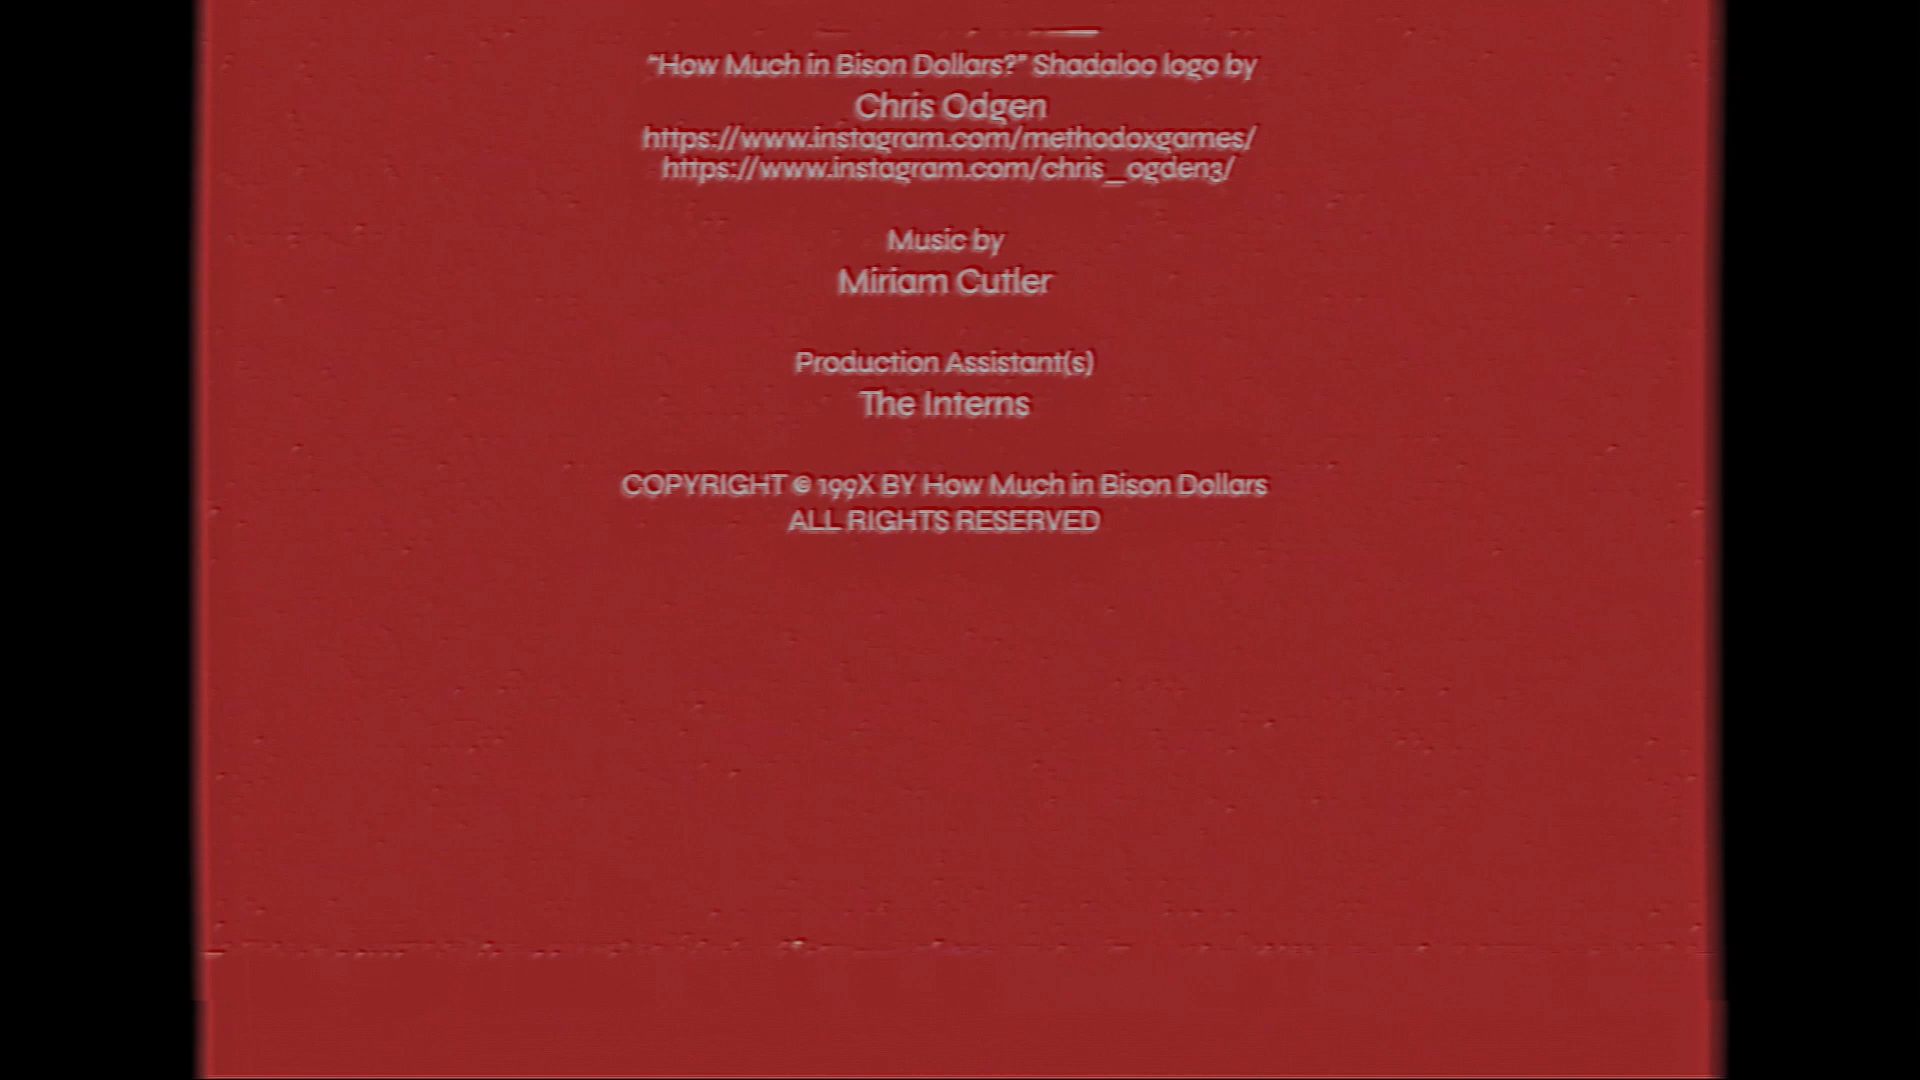 “How Much in Bison Dollars?” Shadaloo logo by
Chris Odgen
https://www.instagram.com/methodoxgames/
https://www.instagram.com/chris_ogden3/
Music by
Miriam Cutler
Production Assistant(s)
The Interns
COPYRIGHT © 199X BY How Much in Bison Dollars
ALL RIGHTS RESERVED